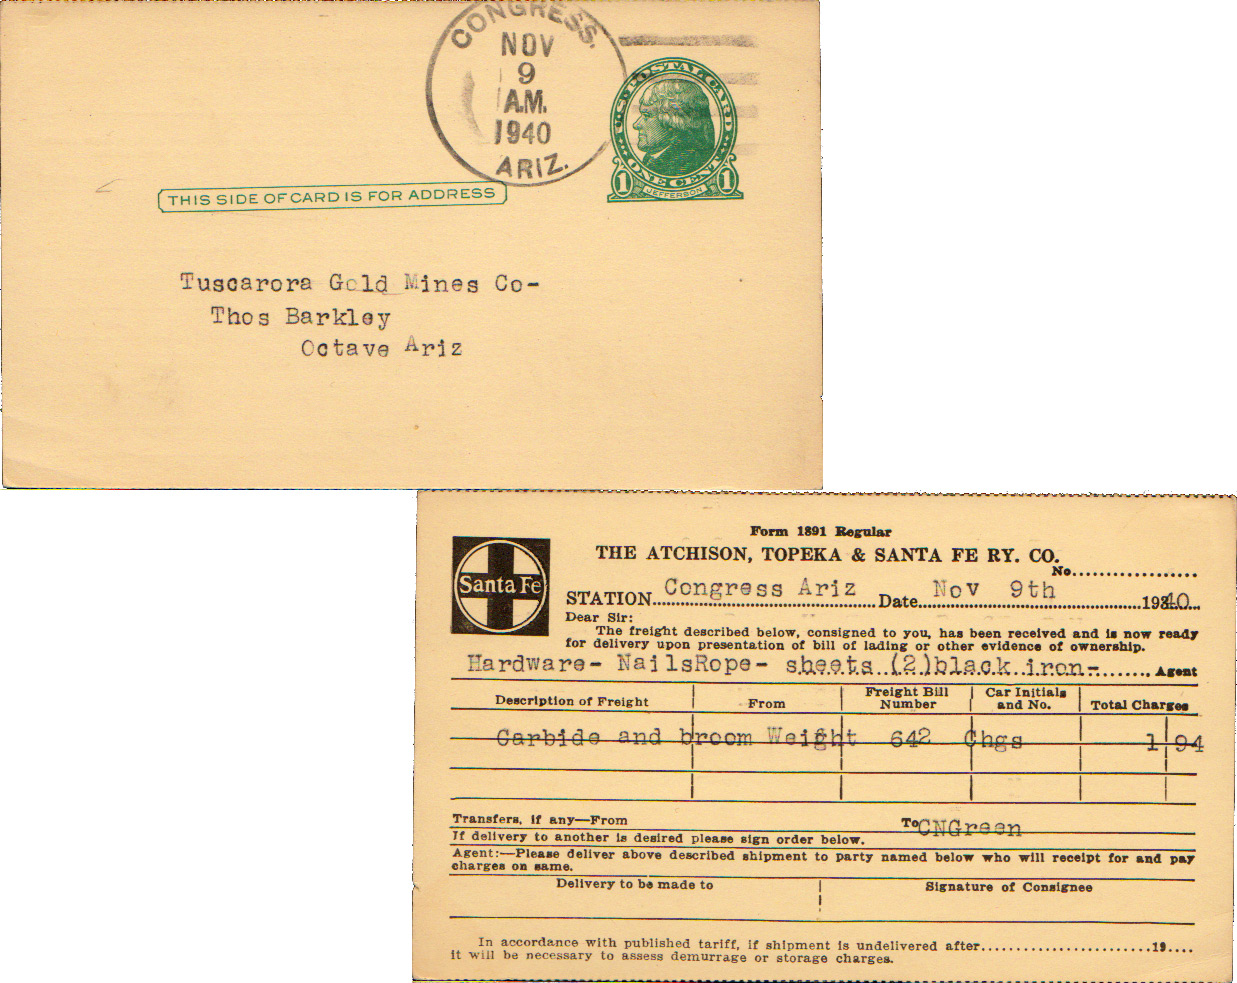 CONGRESS.
NOV
9
A.M.
1940
ARIZ.
U.S. POSTAL CARD
ONE CENT
1 JEFFERSON 1
THIS SIDE OF CARD IS FOR ADDRESS
Tuscarora Gold Mines Co-
Thos Barkley
Octave Ariz
Form 1891 Regular
THE ATCHISON, TOPEKA & SANTA FE RY. CO.
No.
Santa Fe
STATION Congress Ariz Date Nov 9th 1940
Dear Sir:
The freight described below, consigned to you, has been received and is now ready
for delivery upon presentation of bill of lading or other evidence of ownership.
Hardware- NailsRope- sheets (2)black iron- Agent
Description of Freight From Freight Bill Number Car Initials and No. Total Charges
Carbide and broom Weight 642 Chgs 1 94
Transfers, if any—From To CNGreen
If delivery to another is desired please sign order below.
Agent:—Please deliver above described shipment to party named below who will receipt for and pay
charges on same.
Delivery to be made to Signature of Consignee
In accordance with published tariff, if shipment is undelivered after 19
it will be necessary to assess demurrage or storage charges.